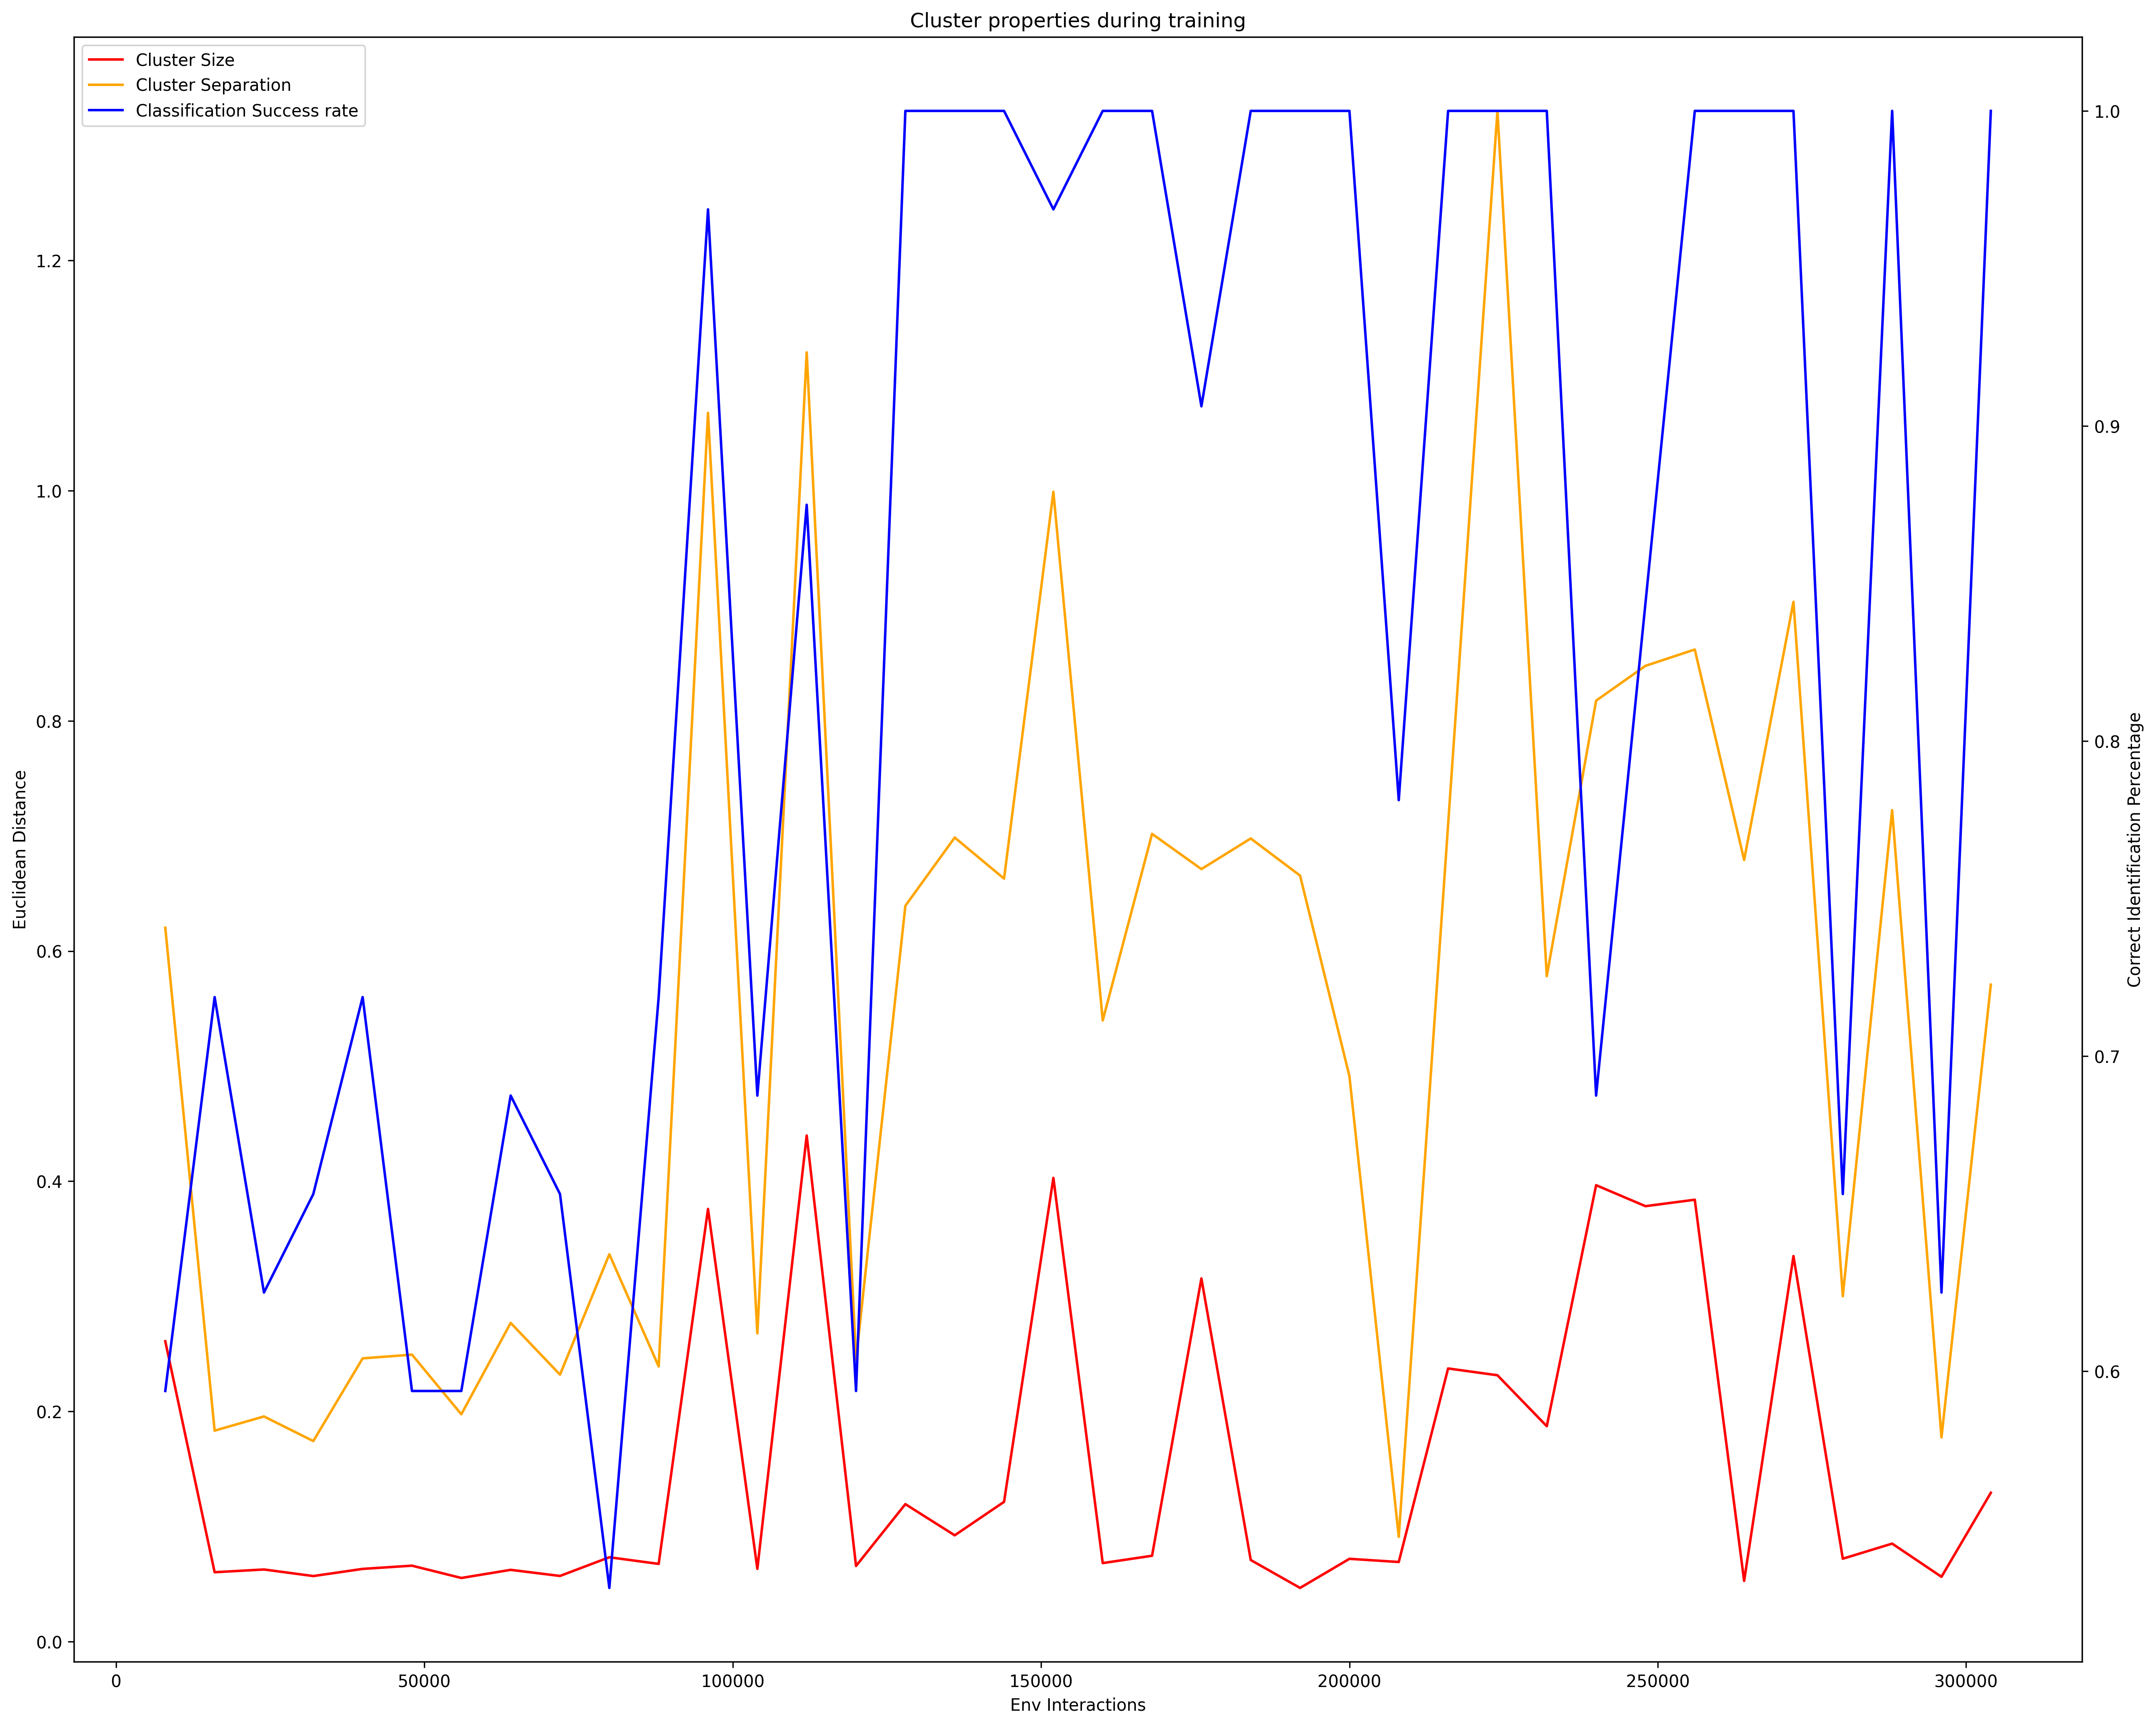 Cluster properties during training
Cluster Size
Cluster Separation
Classification Success rate
1.2
1.0
0.8
0.6
0.4
0.2
0.0
Euclidean Distance
1.0
0.9
0.8
0.7
0.6
Correct Identification Percentage
0
50000
100000
150000
200000
250000
300000
Env Interactions